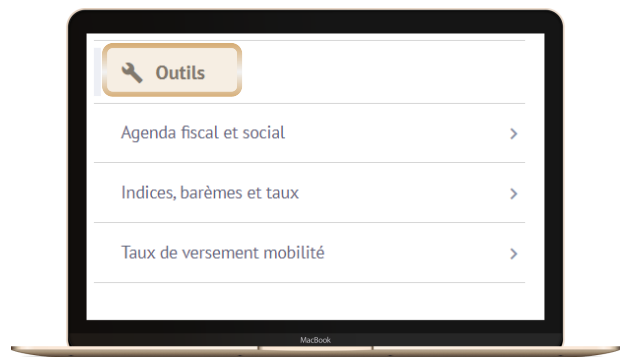 Outils
Agenda fiscal et social
Indices, barèmes et taux
Taux de versement mobilité
MacBook